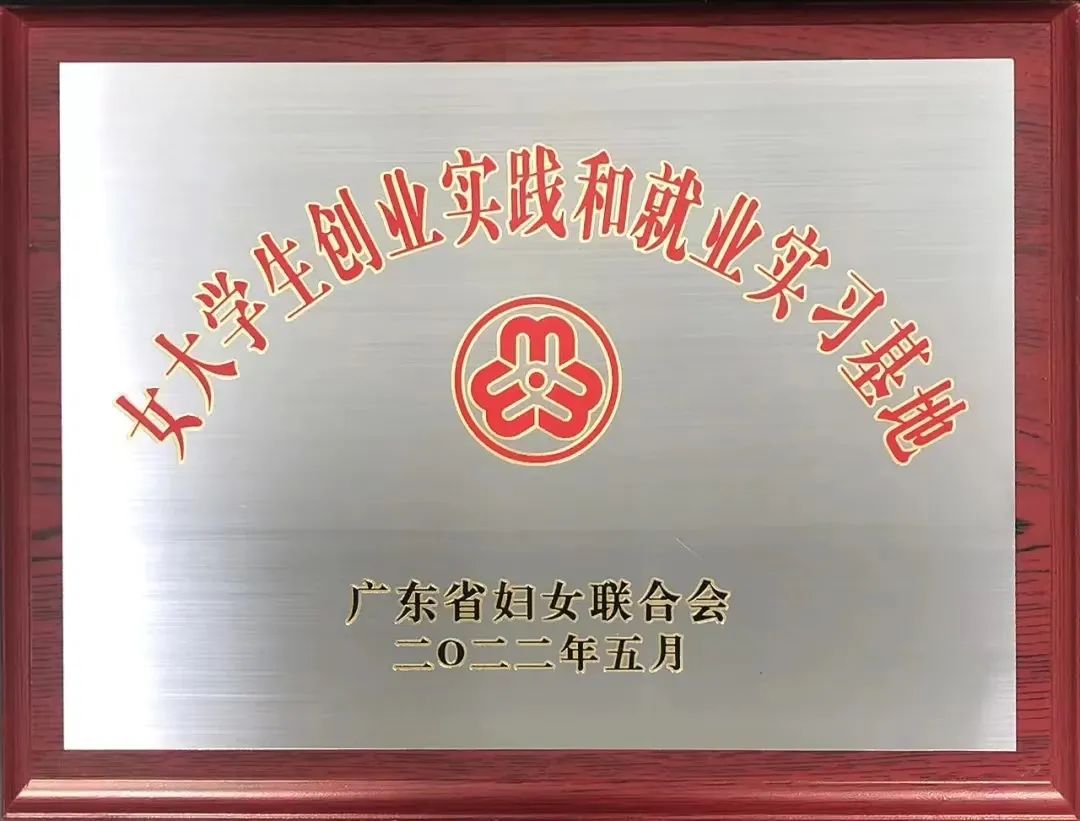 女大学生创业实践和就业实习基地
广东省妇女联合会
二O二二年五月